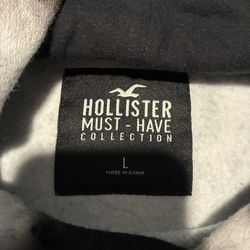 HOLLISTER
MUST - HAVE
COLLECTION
L
MADE IN CHINA